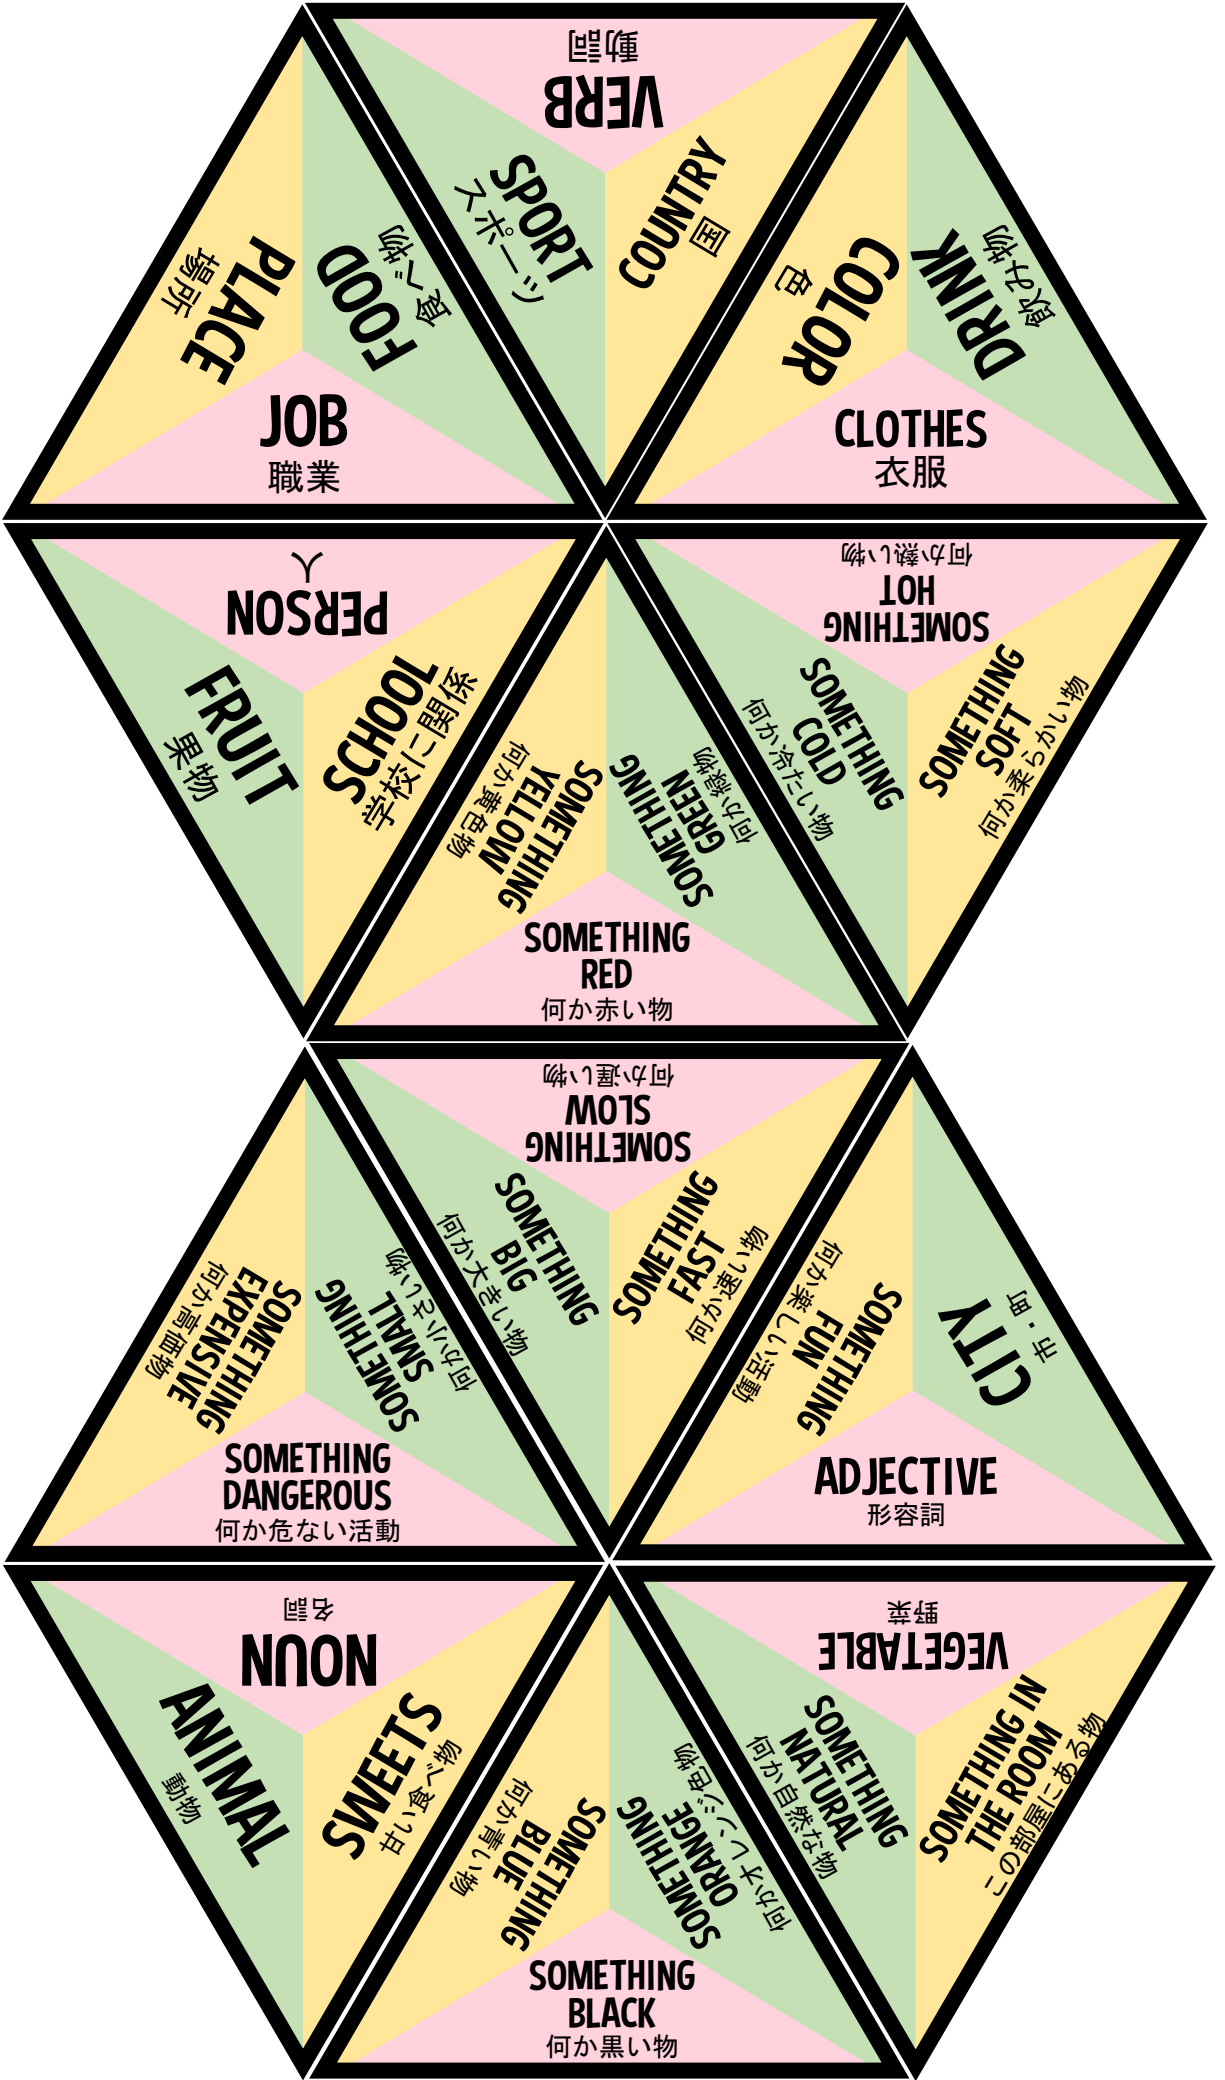 PLACE
場所
FOOD
食べ物
JOB
職業
動詞
VERB
SPORT
スポーツ
COUNTRY
国
COLOR
色
DRINK
飲み物
CLOTHES
衣服
人
PERSON
FRUIT
果物
SCHOOL
学校に関係
SOMETHING
YELLOW
何か黄色物
SOMETHING
GREEN
何か緑物
SOMETHING
RED
何か赤い物
SOMETHING
HOT
何か熱い物
SOMETHING
COLD
何か冷たい物
SOMETHING
SOFT
何か柔らかい物
SOMETHING
EXPENSIVE
何か高価物
SOMETHING
SMALL
何か小さい物
SOMETHING
DANGEROUS
何か危ない活動
SOMETHING
SLOW
何か遅い物
SOMETHING
BIG
何か大きい物
SOMETHING
FAST
何か速い物
SOMETHING
FUN
何か楽しい活動
CITY
市・町
ADJECTIVE
形容詞
NOUN
名詞
ANIMAL
動物
SWEETS
甘い食べ物
SOMETHING
BLUE
何か青い物
SOMETHING
ORANGE
何かオレンジ色物
SOMETHING
BLACK
何か黒い物
VEGETABLE
野菜
SOMETHING
NATURAL
何か自然な物
SOMETHING IN
THE ROOM
この部屋にある物